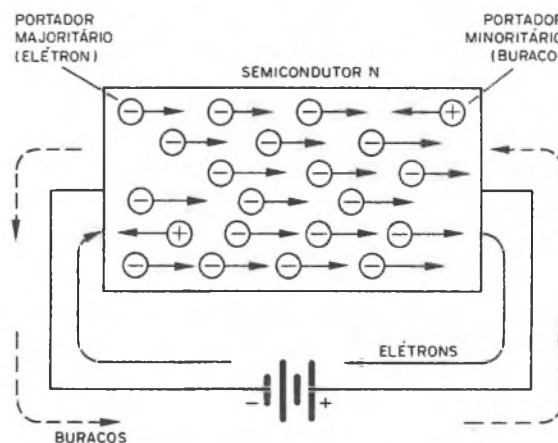 PORTADOR
MAJORITÁRIO
(ELÉTRON)
PORTADOR
MINORITÁRIO
(BURACO)
SEMICONDUTOR N
ELÉTRONS
- +
BURACOS